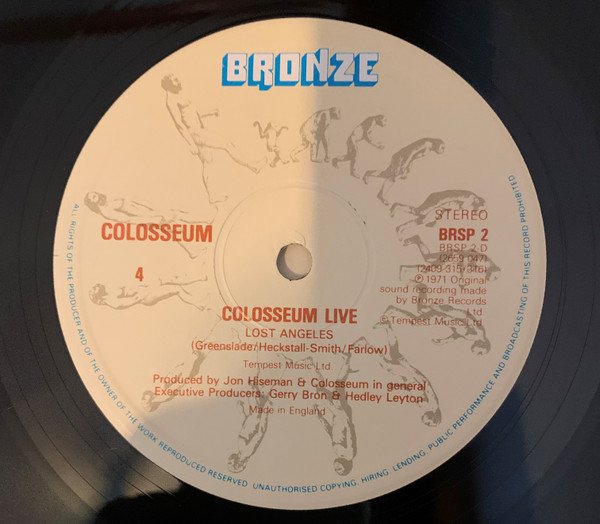 BRONZE
COLOSSEUM
4
STEREO
BRSP 2
BRSP 2 D
(2659 047)
(2409 315/316)
℗ 1971 Original
sound recording made
by Bronze Records
Ltd.
© Tempest Music Ltd.
COLOSSEUM LIVE
LOST ANGELES
(Greenslade/Heckstall-Smith/Farlow)
Tempest Music Ltd.
Produced by Jon Hiseman & Colosseum in general
Executive Producers: Gerry Bron & Hedley Leyton
Made in England
ALL RIGHTS OF THE PRODUCER AND OF THE OWNER OF THE WORK REPRODUCED RESERVED. UNAUTHORISED COPYING, HIRING, LENDING, PUBLIC PERFORMANCE AND BROADCASTING OF THIS RECORD PROHIBITED